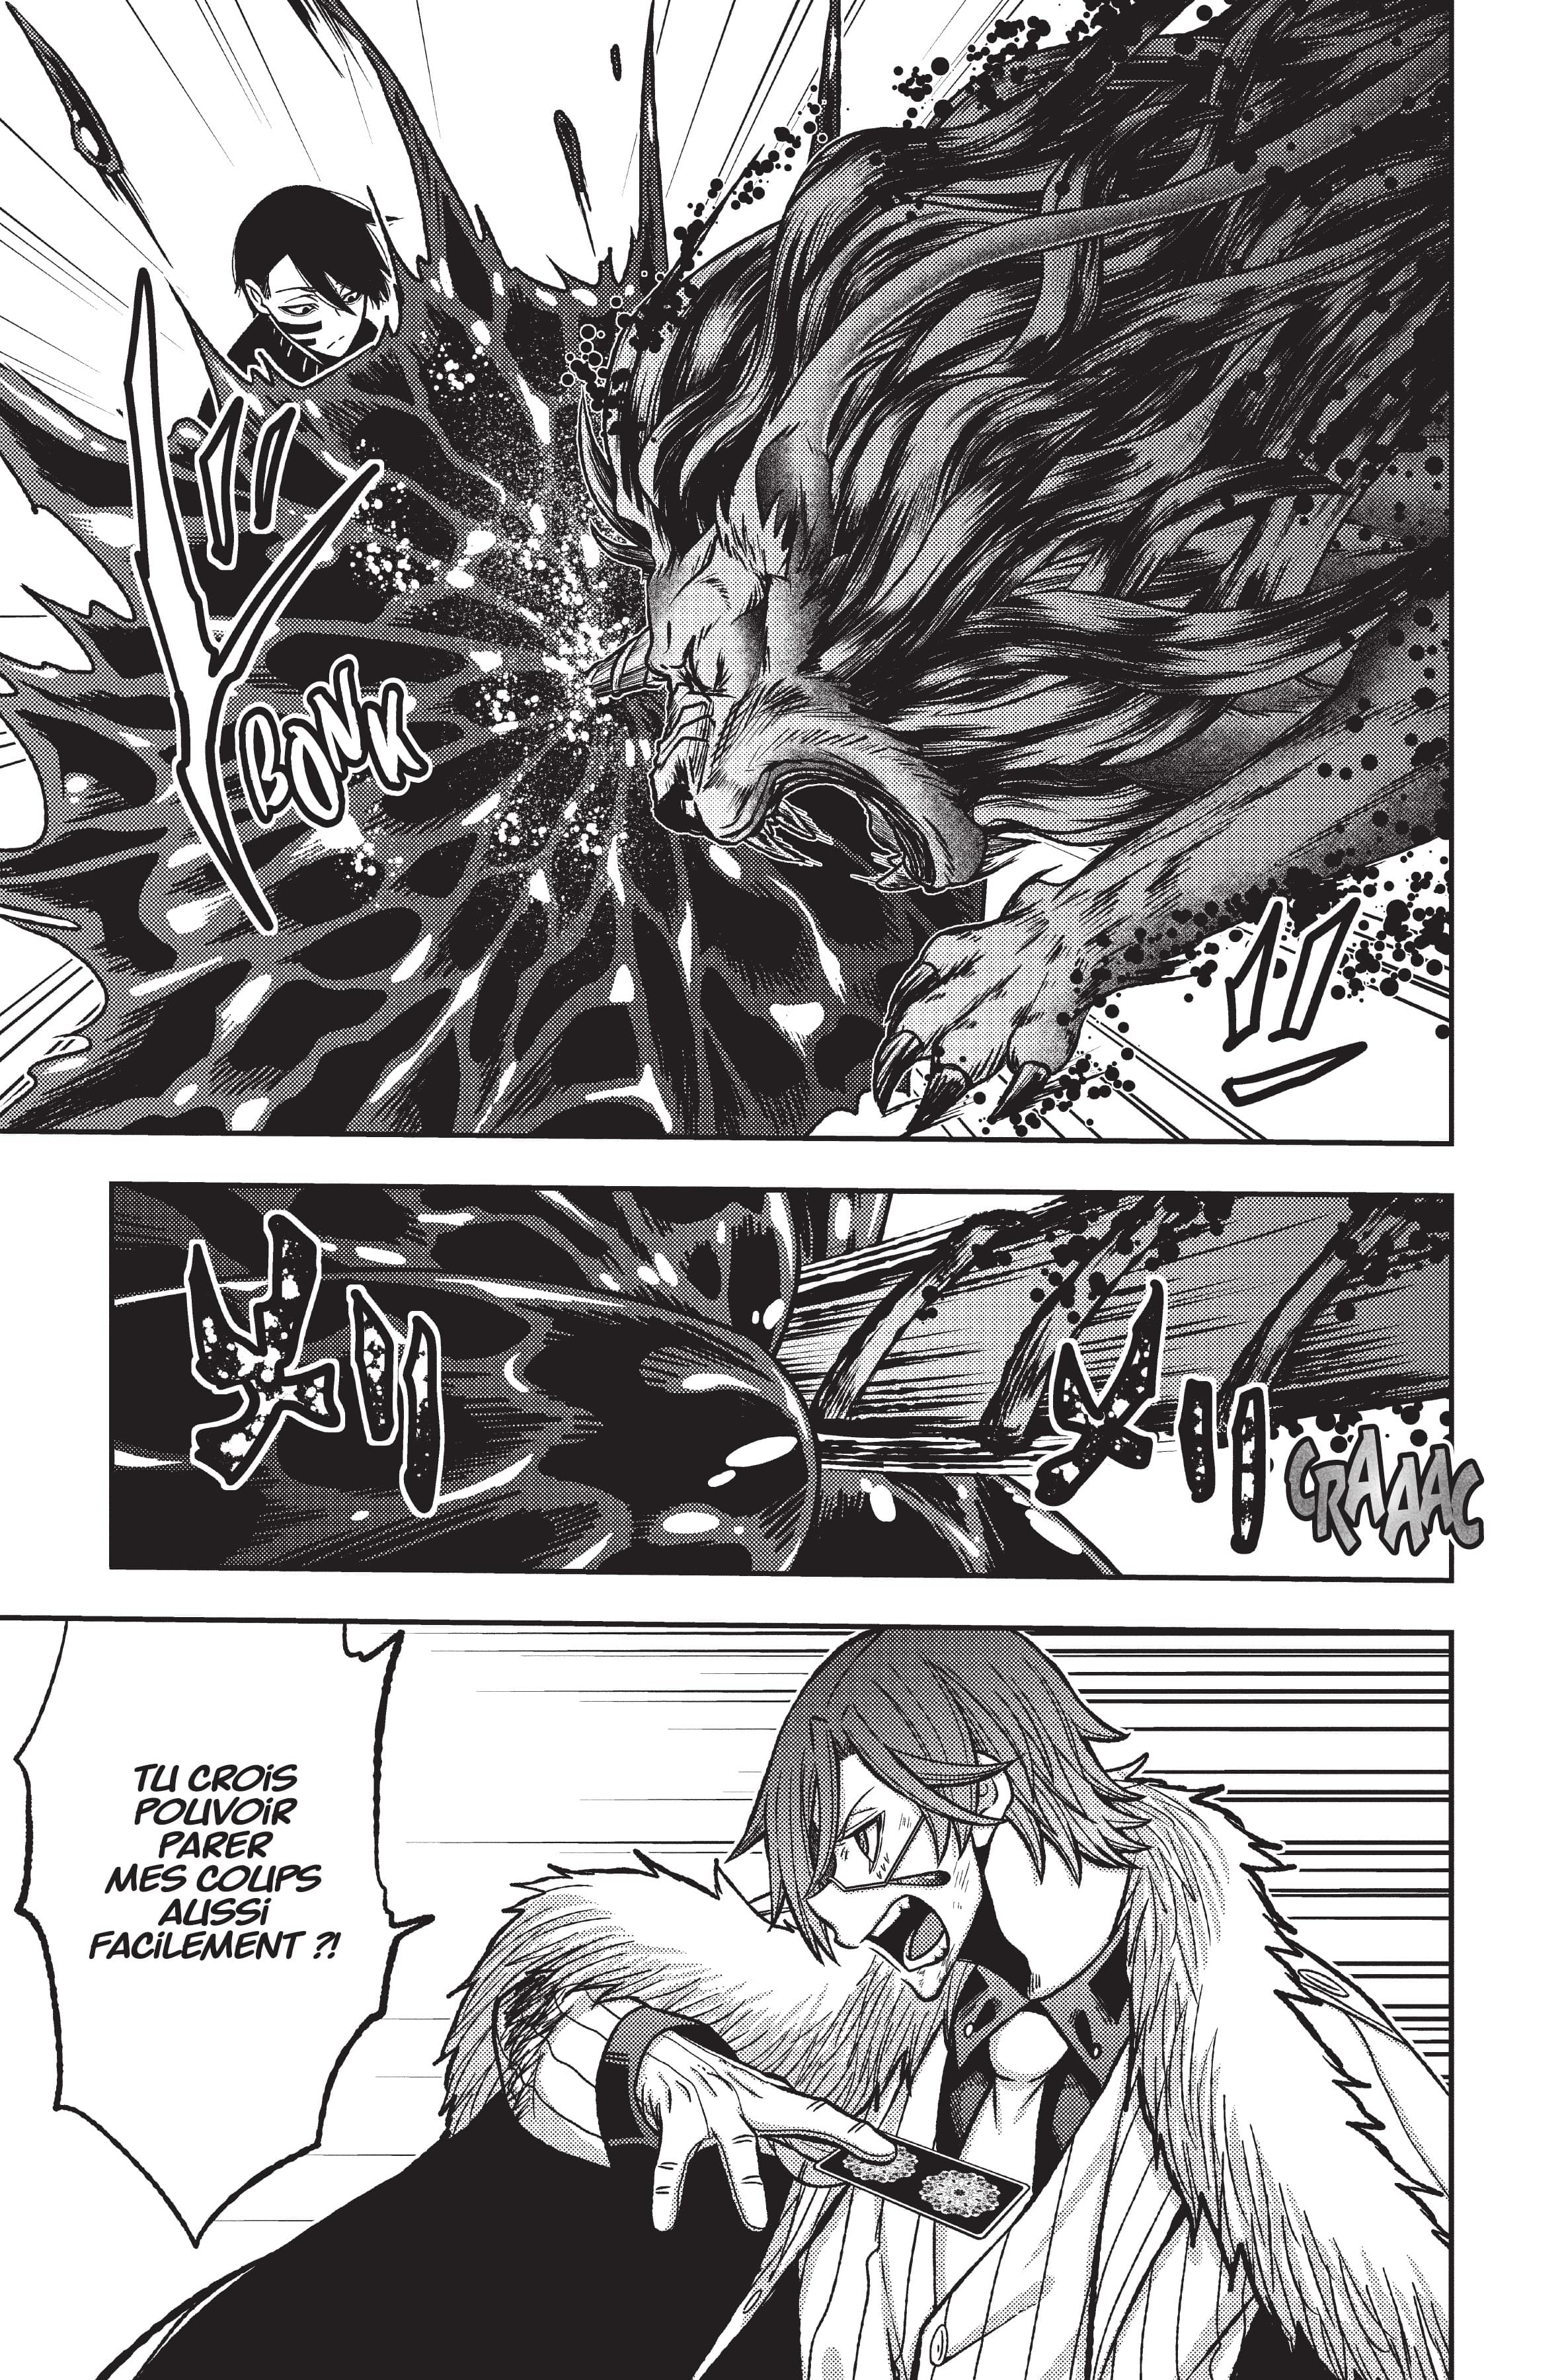 BONK
CRAAAC
TU CROIS
POUVOIR
PARER
MES COUPS
AUSSI
FACILEMENT ?!